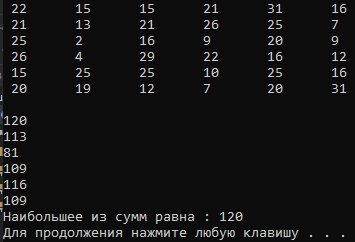 22 15 15 21 31 16
21 13 21 26 25 7
25 2 16 9 20 9
26 4 29 22 16 12
15 25 25 10 25 16
20 19 12 7 20 31
120
113
81
109
116
109
Наибольшее из сумм равна : 120
Для продолжения нажмите любую клавишу . . .